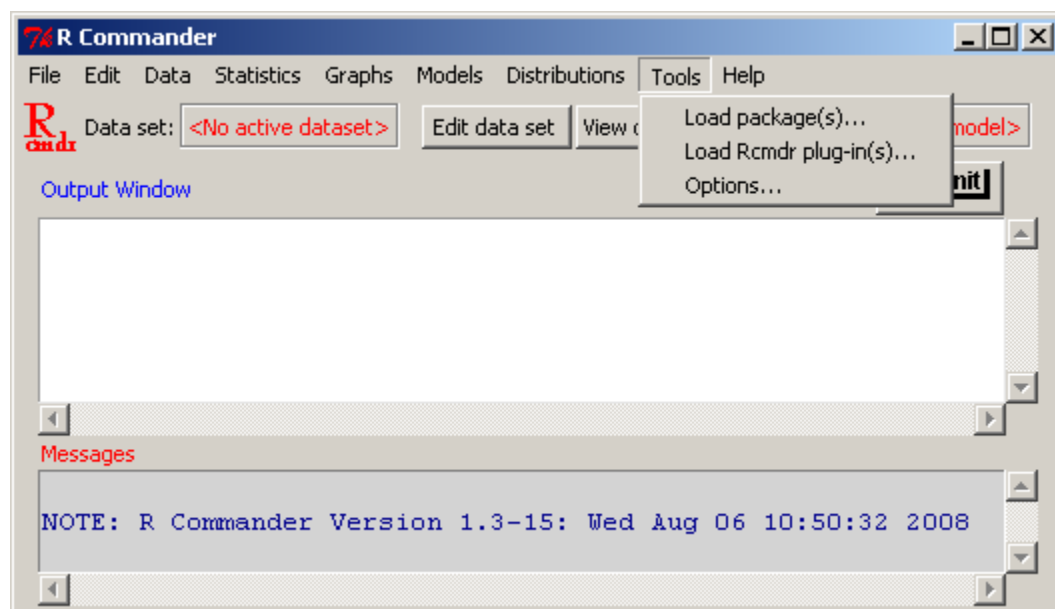 R Commander
File Edit Data Statistics Graphs Models Distributions Tools Help
R cmdr Data set: <No active dataset> Edit data set View model>
Load package(s)...
Load Rcmdr plug-in(s)...
Options...
Output Window
Messages
NOTE: R Commander Version 1.3-15: Wed Aug 06 10:50:32 2008